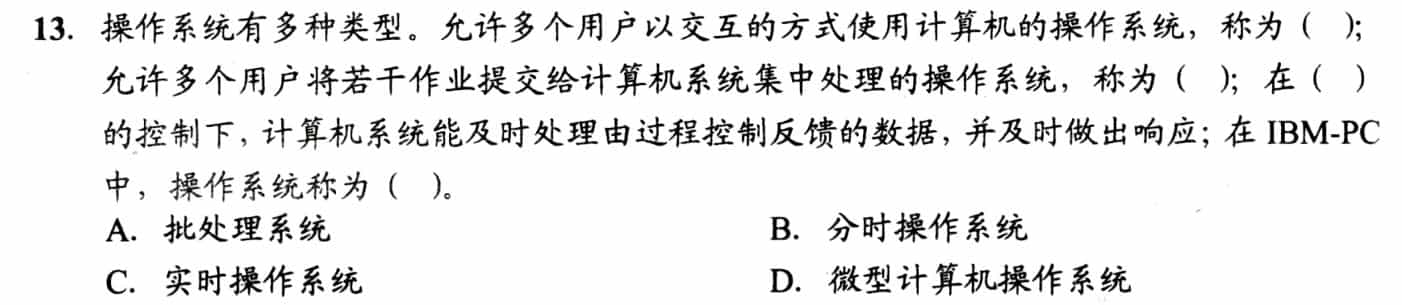 13. 操作系统有多种类型。允许多个用户以交互的方式使用计算机的操作系统，称为（ ）；
允许多个用户将若干作业提交给计算机系统集中处理的操作系统，称为（ ）；在（ ）
的控制下，计算机系统能及时处理由过程控制反馈的数据，并及时做出响应；在 IBM-PC
中，操作系统称为（ ）。
A. 批处理系统 B. 分时操作系统
C. 实时操作系统 D. 微型计算机操作系统